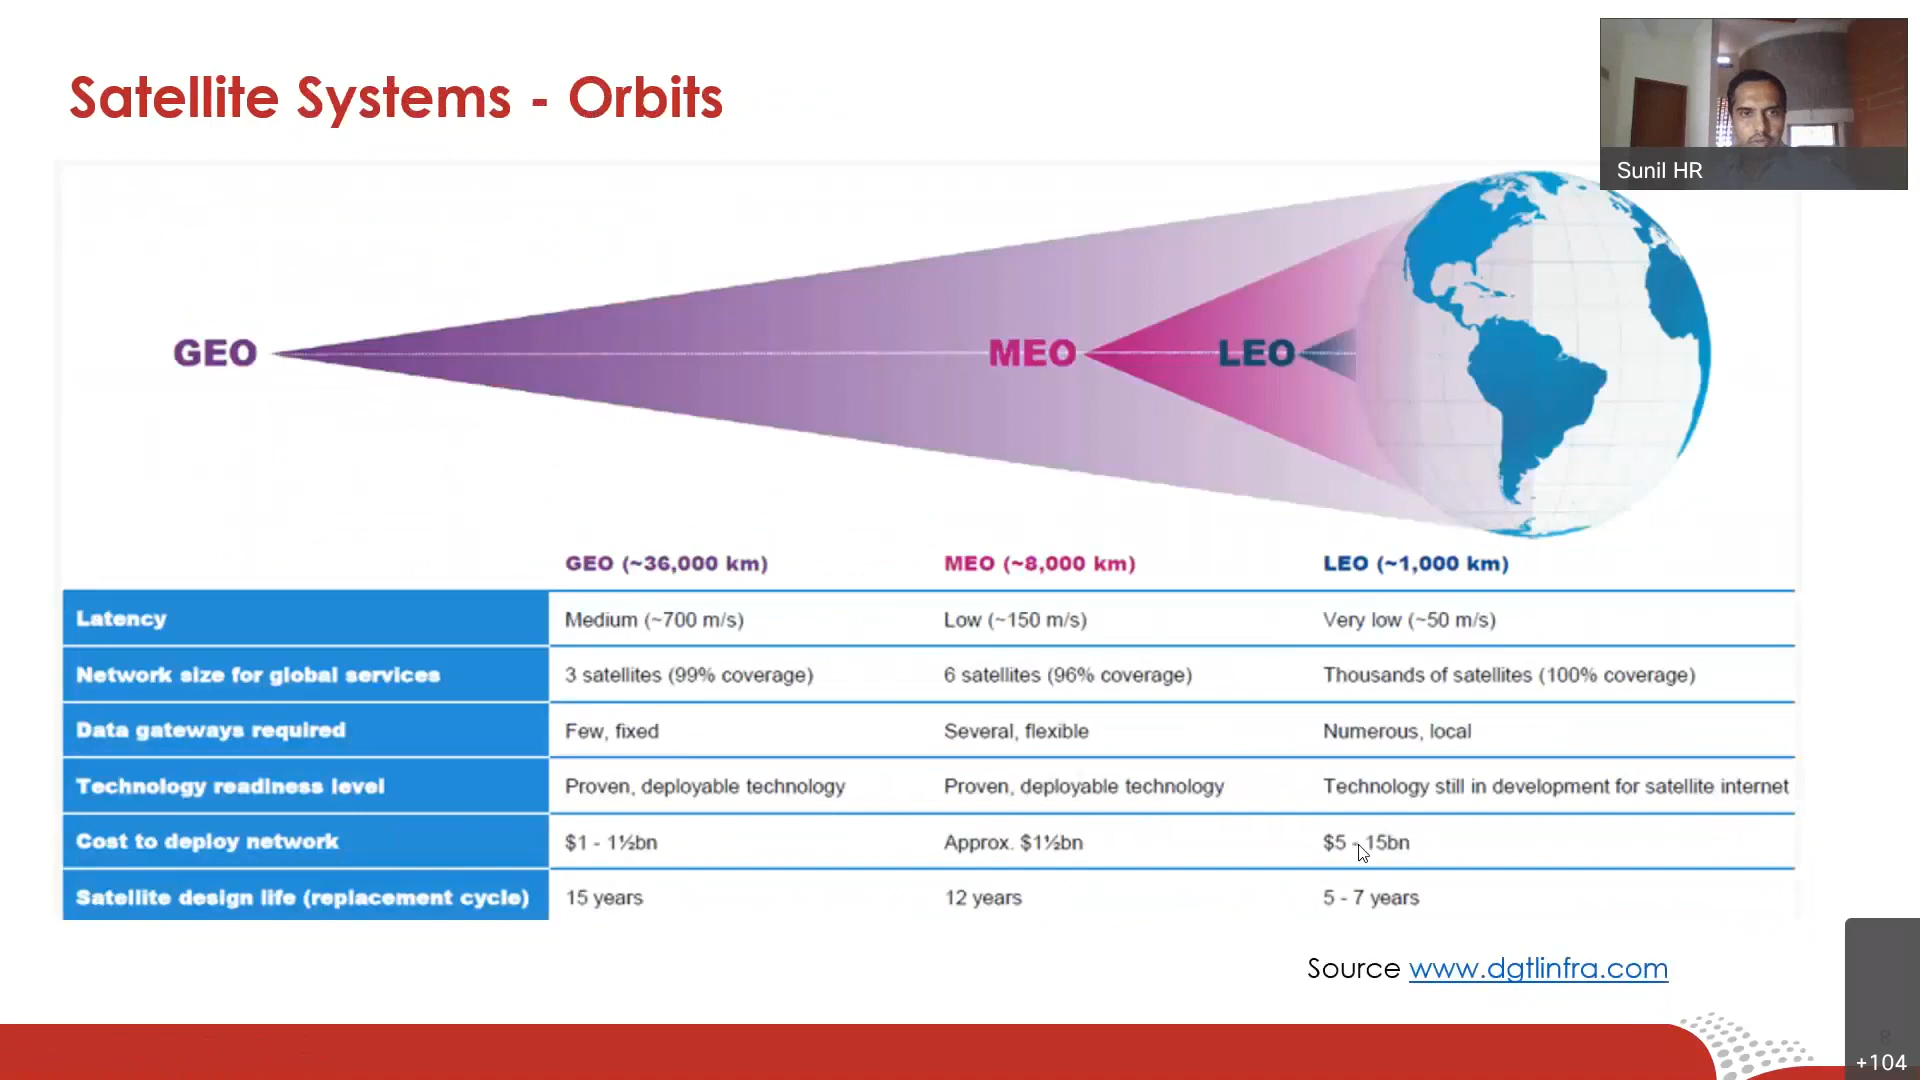 Satellite Systems - Orbits
Sunil HR
GEO
MEO
LEO
GEO (~36,000 km) MEO (~8,000 km) LEO (~1,000 km)
Latency Medium (~700 m/s) Low (~150 m/s) Very low (~50 m/s)
Network size for global services 3 satellites (99% coverage) 6 satellites (96% coverage) Thousands of satellites (100% coverage)
Data gateways required Few, fixed Several, flexible Numerous, local
Technology readiness level Proven, deployable technology Proven, deployable technology Technology still in development for satellite internet
Cost to deploy network $1 - 1½bn Approx. $1½bn $5 - 15bn
Satellite design life (replacement cycle) 15 years 12 years 5 - 7 years
Source www.dgtlinfra.com
8
+104